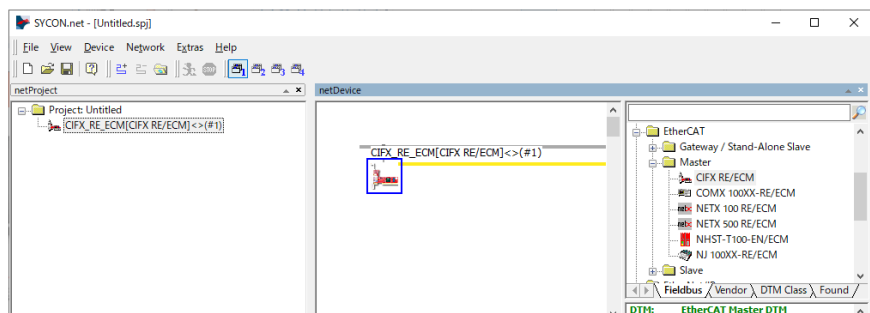 SYCON.net - [Untitled.spj]
File View Device Network Extras Help
netProject
netDevice
Project: Untitled
CIFX_RE_ECM[CIFX RE/ECM]<>(#1)
CIFX_RE_ECM[CIFX RE/ECM]<>(#1)
EtherCAT
Gateway / Stand-Alone Slave
Master
CIFX RE/ECM
COMX 100XX-RE/ECM
NETX 100 RE/ECM
NETX 500 RE/ECM
NHST-T100-EN/ECM
NJ 100XX-RE/ECM
Slave
Fieldbus Vendor DTM Class Found
DTM: EtherCAT Master DTM